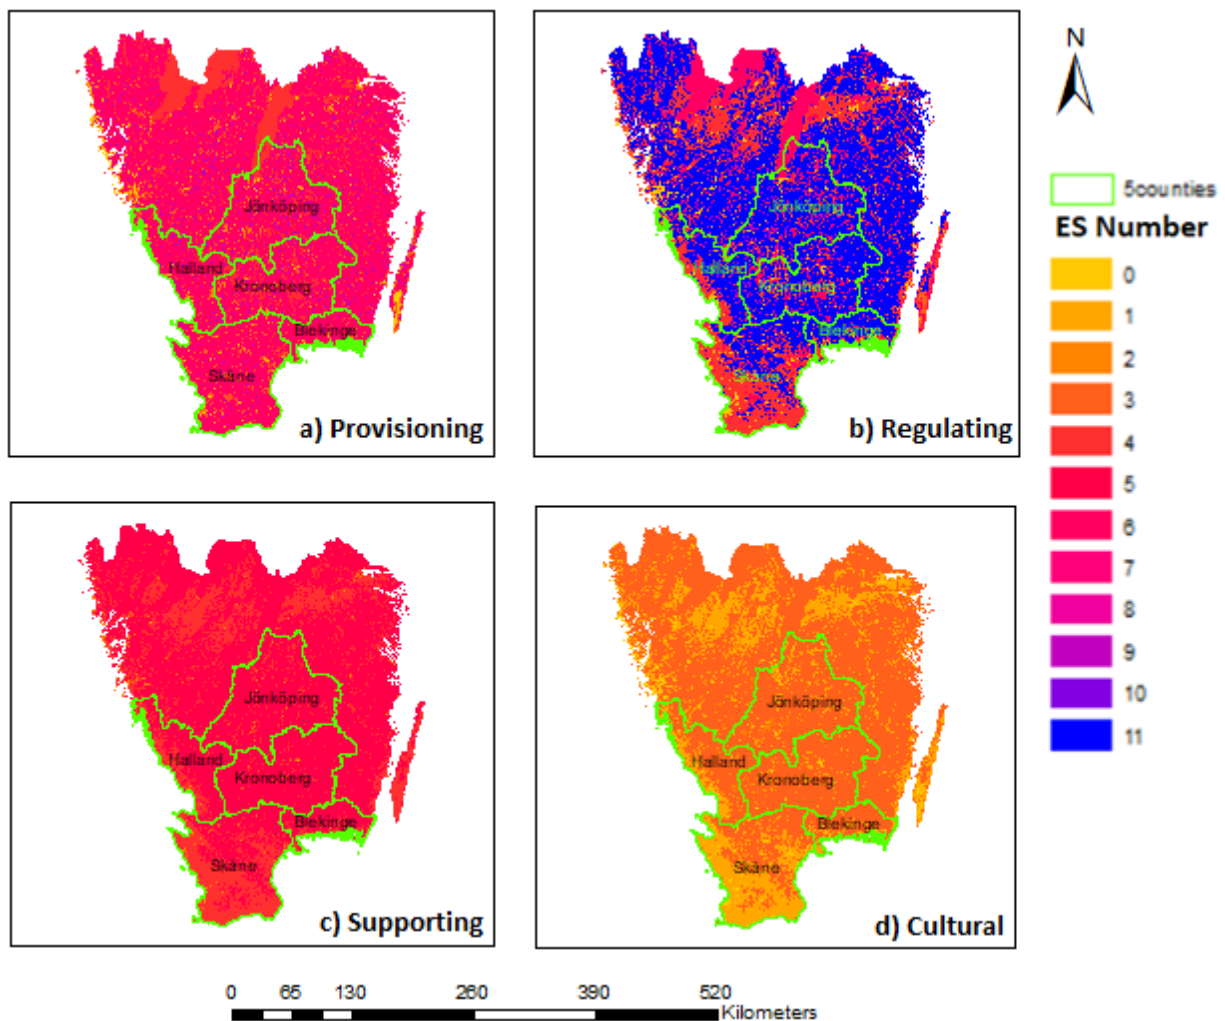 N
5counties
ES Number
0
1
2
3
4
5
6
7
8
9
10
11
Jönköping
Halland
Kronoberg
Blekinge
Skåne
a) Provisioning
Jönköping
Halland
Kronoberg
Blekinge
Skåne
b) Regulating
Jönköping
Halland
Kronoberg
Blekinge
Skåne
c) Supporting
Jönköping
Halland
Kronoberg
Blekinge
Skåne
d) Cultural
0 65 130 260 390 520
Kilometers